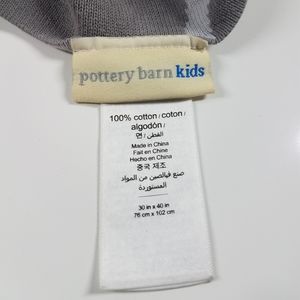 pottery barn kids
100% cotton / coton /
algodón /
면 / القطن /
Made in China
Fait en Chine
Hecho en China
중국 제조
صنع في الصين من المواد
المستوردة
30 in x 40 in
76 cm x 102 cm